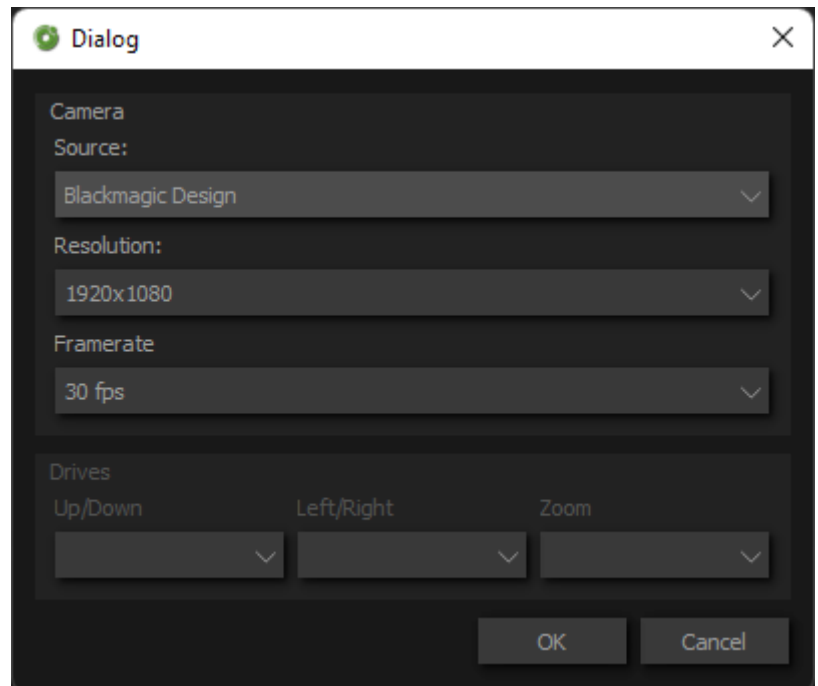 Dialog
Camera
Source:
Blackmagic Design
Resolution:
1920x1080
Framerate
30 fps
Drives
Up/Down Left/Right Zoom
OK Cancel